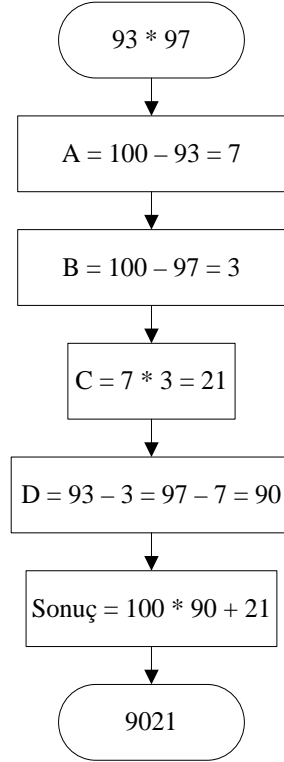 93 * 97
A = 100 – 93 = 7
B = 100 – 97 = 3
C = 7 * 3 = 21
D = 93 – 3 = 97 – 7 = 90
Sonuç = 100 * 90 + 21
9021